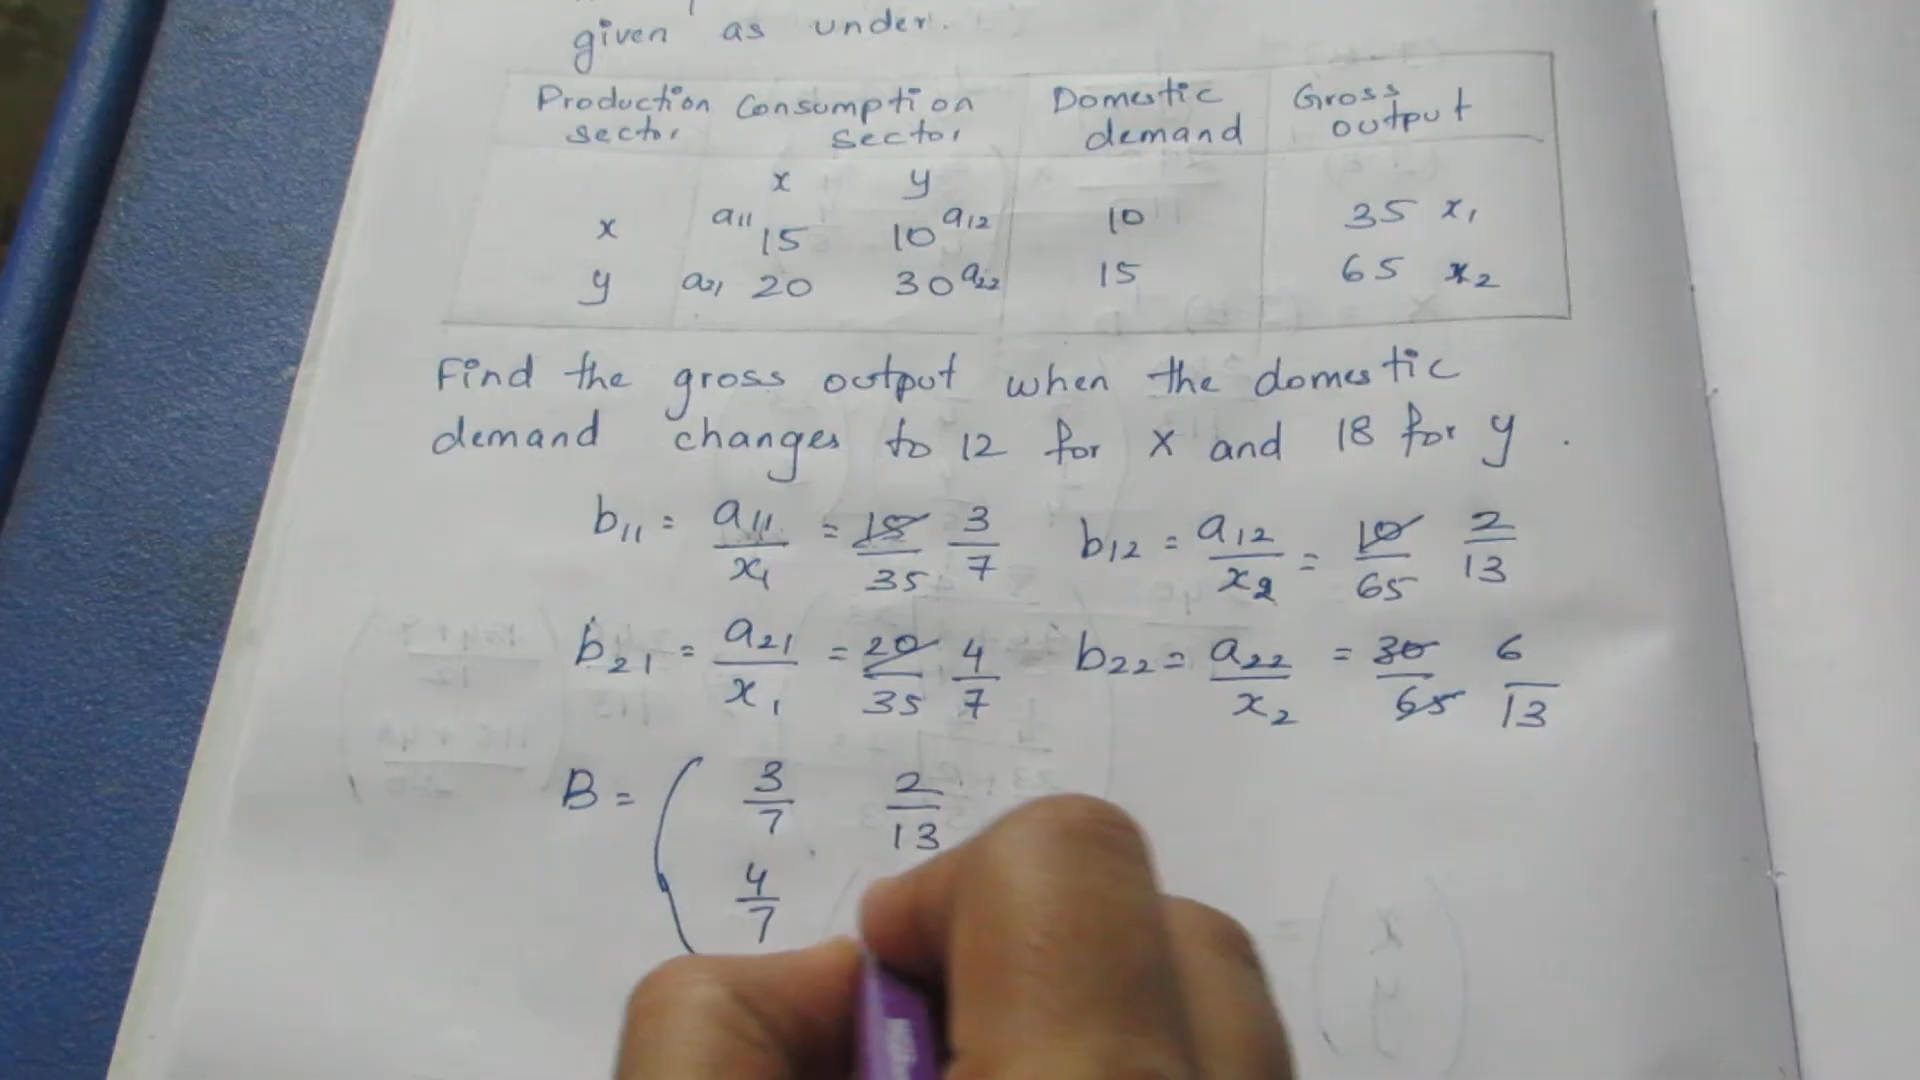 given as under.
Production sector Consumption sector Domestic demand Gross output
x y
x a11 15 10 a12 10 35 x1
y a21 20 30 a22 15 65 x2
Find the gross output when the domestic
demand changes to 12 for x and 18 for y .
b11 = a11/x1 = 15/35 3/7 b12 = a12/x2 = 10/65 2/13
b21 = a21/x1 = 20/35 4/7 b22 = a22/x2 = 30/65 6/13
B = ( 3/7 2/13
4/7